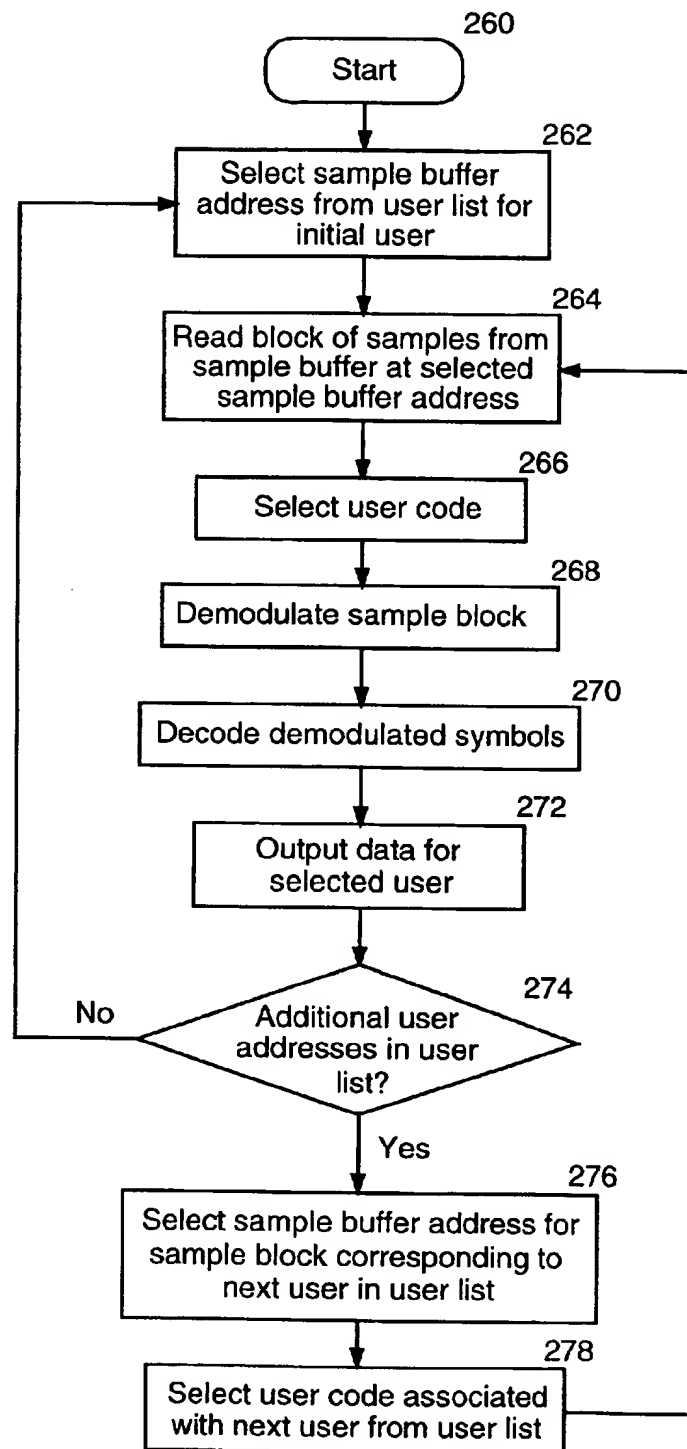 260
Start
262
Select sample buffer
address from user list for
initial user
264
Read block of samples from
sample buffer at selected
sample buffer address
266
Select user code
268
Demodulate sample block
270
Decode demodulated symbols
272
Output data for
selected user
274
No
Additional user
addresses in user
list?
Yes
276
Select sample buffer address for
sample block corresponding to
next user in user list
278
Select user code associated
with next user from user list